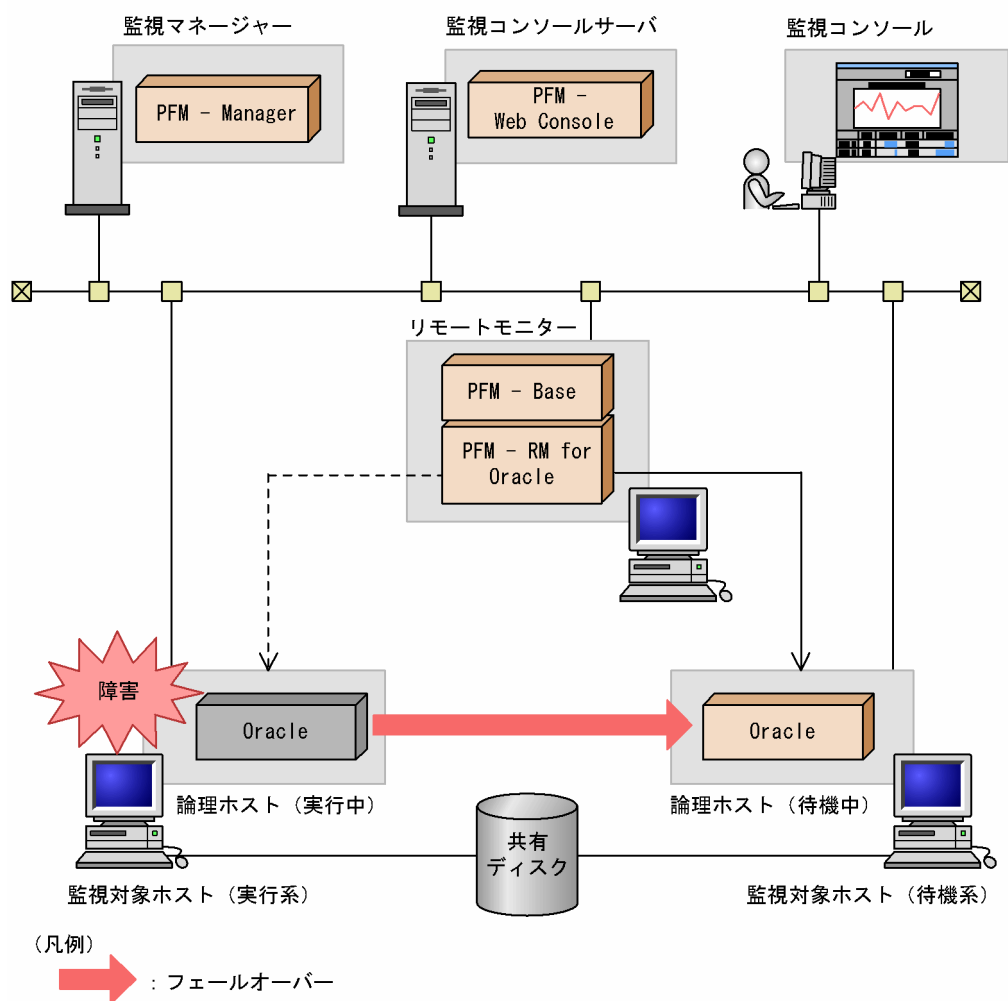 監視マネージャー
監視コンソールサーバ
監視コンソール
PFM - Manager
PFM -
Web Console
リモートモニター
PFM - Base
PFM - RM for
Oracle
障害
Oracle
Oracle
論理ホスト（実行中）
論理ホスト（待機中）
共有
ディスク
監視対象ホスト（実行系）
監視対象ホスト（待機系）
（凡例）
：フェールオーバー